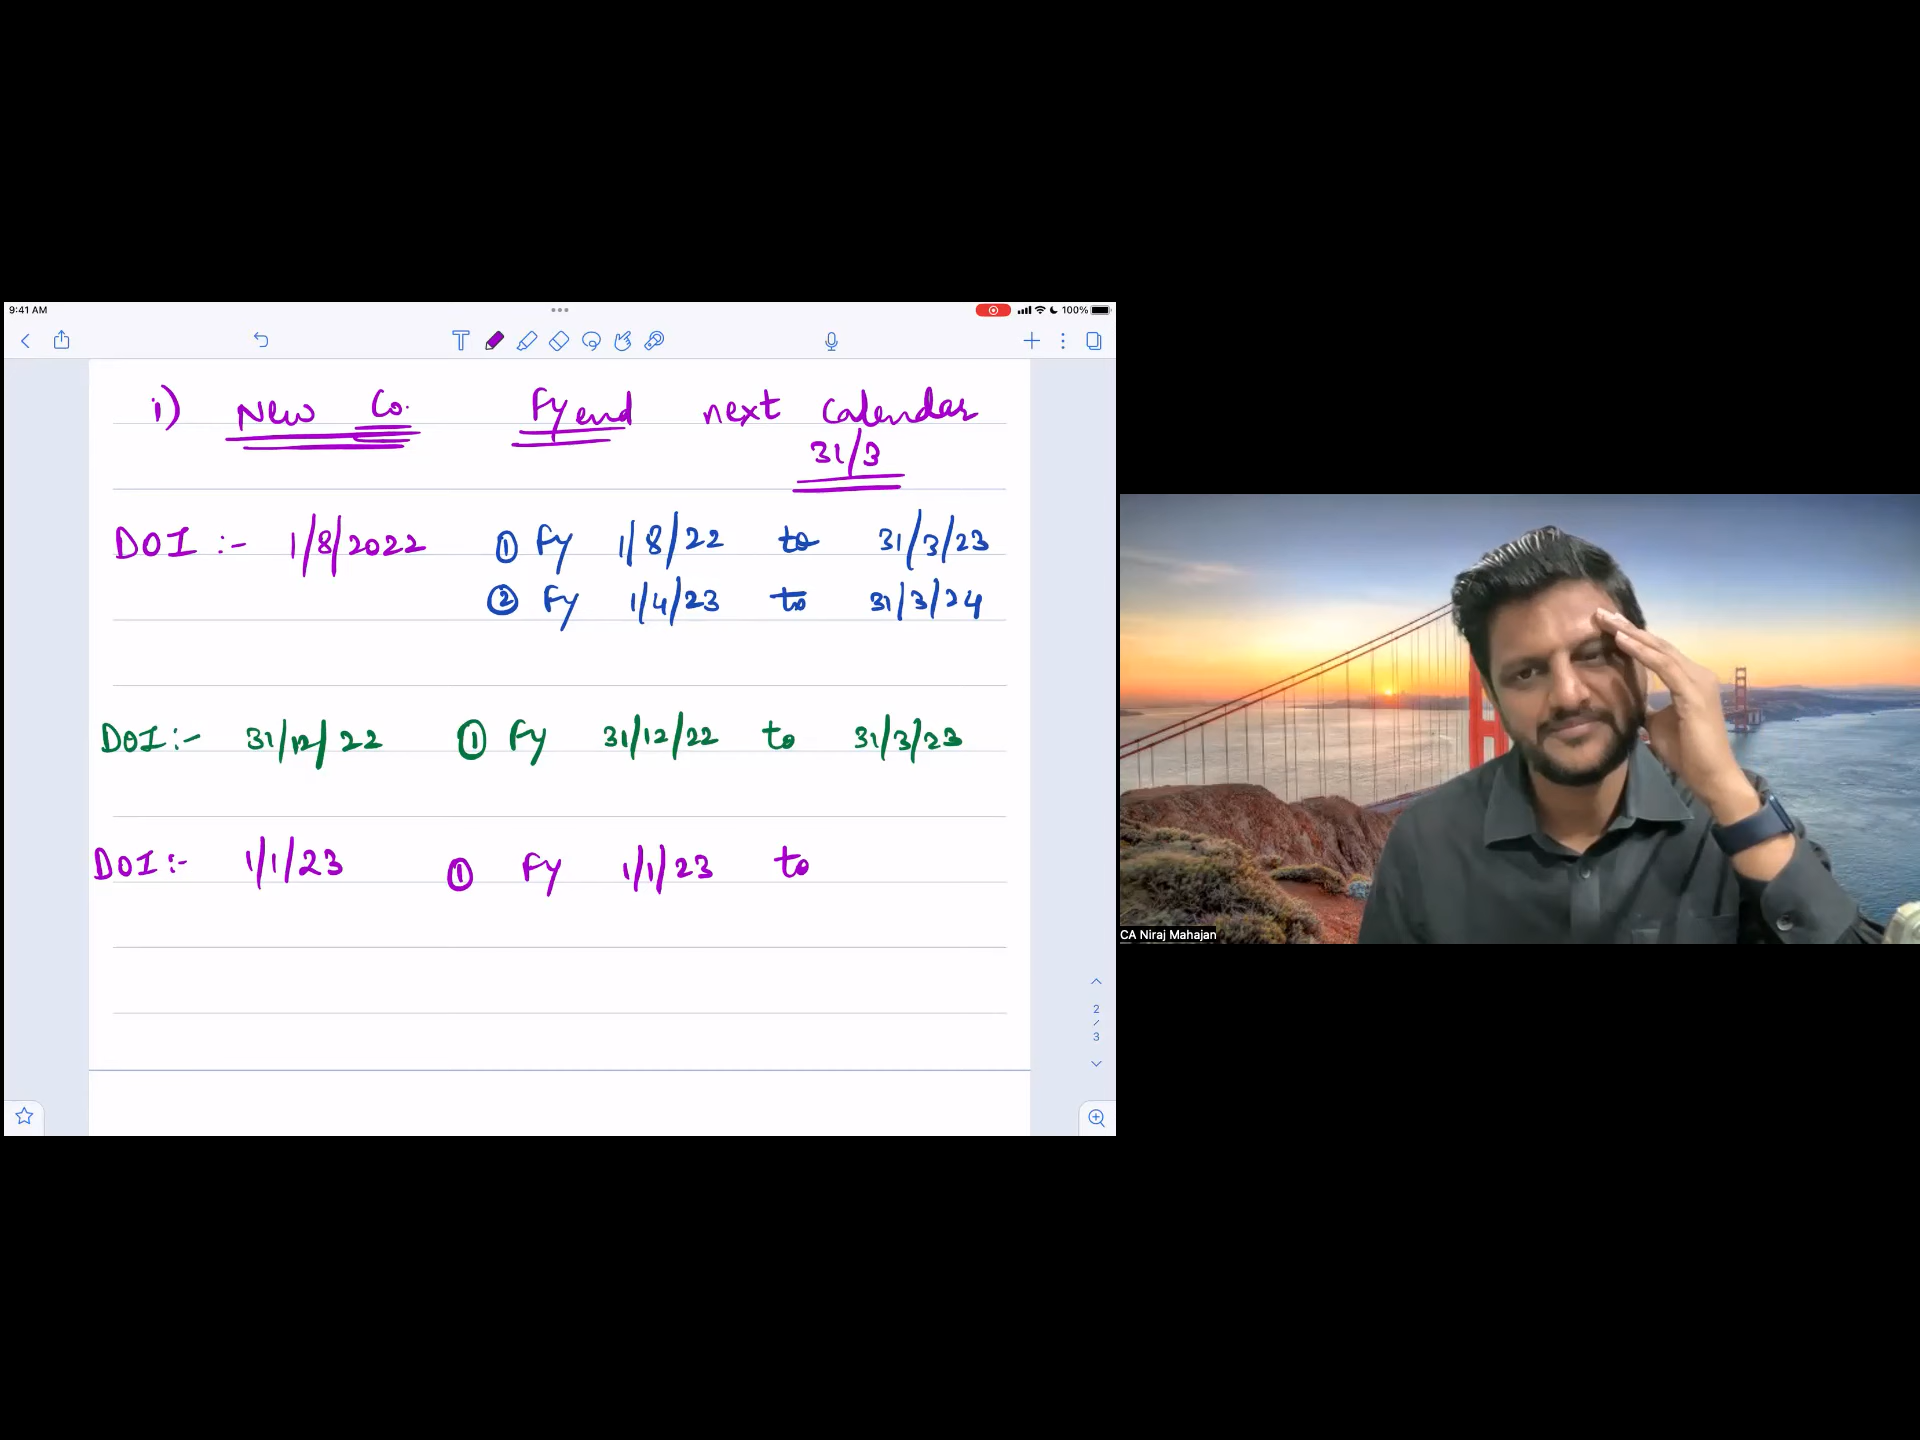 9:41 AM
100%
i) New Co. Fy end next calendar
31/3
DOI :- 1/8/2022 ① Fy 1/8/22 to 31/3/23
② Fy 1/4/23 to 31/3/24
DOI :- 31/12/22 ① Fy 31/12/22 to 31/3/23
DOI :- 1/1/23 ① Fy 1/1/23 to
2
/
3
CA Niraj Mahajan